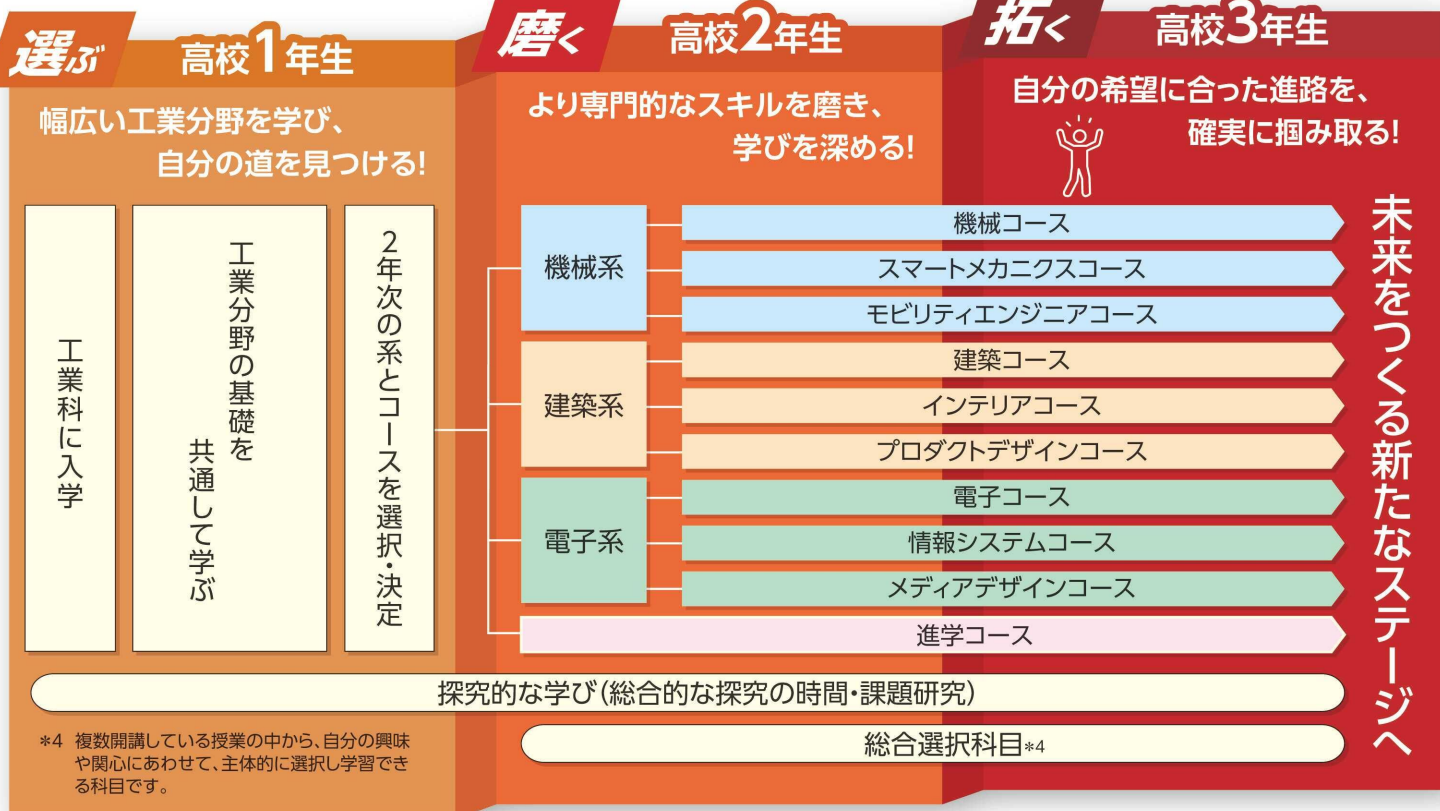 選ぶ
高校1年生
幅広い工業分野を学び、
自分の道を見つける!
工業科に入学
工業分野の基礎を
共通して学ぶ
2年次の系とコースを選択・決定
磨く
高校2年生
より専門的なスキルを磨き、
学びを深める!
拓く
高校3年生
自分の希望に合った進路を、
確実に掴み取る!
機械系
機械コース
スマートメカニクスコース
モビリティエンジニアコース
建築系
建築コース
インテリアコース
プロダクトデザインコース
電子系
電子コース
情報システムコース
メディアデザインコース
進学コース
未来をつくる新たなステージへ
探究的な学び(総合的な探究の時間・課題研究)
総合選択科目*4
*4 複数開講している授業の中から、自分の興味
や関心にあわせて、主体的に選択し学習でき
る科目です。